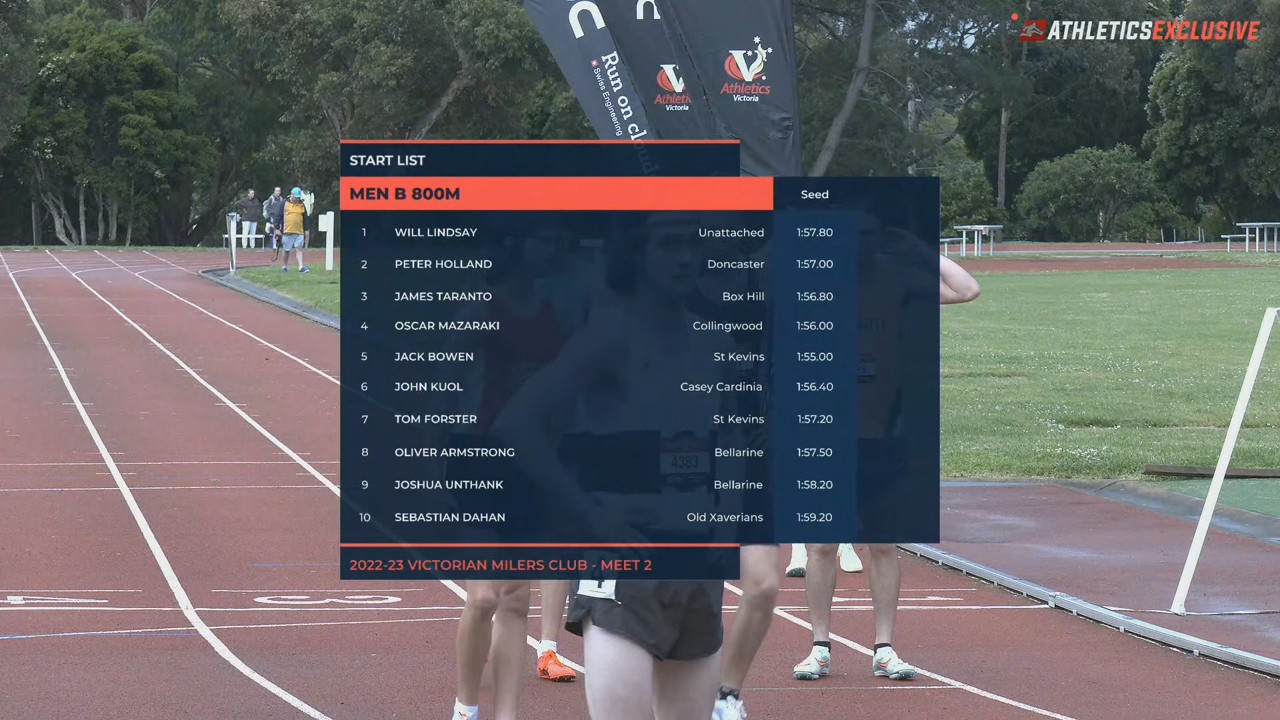 ATHLETICSEXCLUSIVE
Run on cloud
Swiss Engineering
Athleti
Victoria
Athletics
Victoria
START LIST
MEN B 800M Seed
1 WILL LINDSAY Unattached 1:57.80
2 PETER HOLLAND Doncaster 1:57.00
3 JAMES TARANTO Box Hill 1:56.80
4 OSCAR MAZARAKI Collingwood 1:56.00
5 JACK BOWEN St Kevins 1:55.00
6 JOHN KUOL Casey Cardinia 1:56.40
7 TOM FORSTER St Kevins 1:57.20
8 OLIVER ARMSTRONG Bellarine 1:57.50
4383
9 JOSHUA UNTHANK Bellarine 1:58.20
10 SEBASTIAN DAHAN Old Xaverians 1:59.20
2022-23 VICTORIAN MILERS CLUB - MEET 2
4 3 1